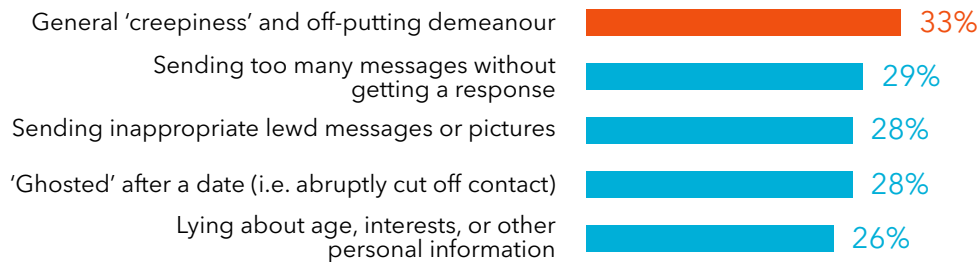 General ‘creepiness’ and off-putting demeanour 33%
Sending too many messages without
getting a response 29%
Sending inappropriate lewd messages or pictures 28%
‘Ghosted’ after a date (i.e. abruptly cut off contact) 28%
Lying about age, interests, or other
personal information 26%